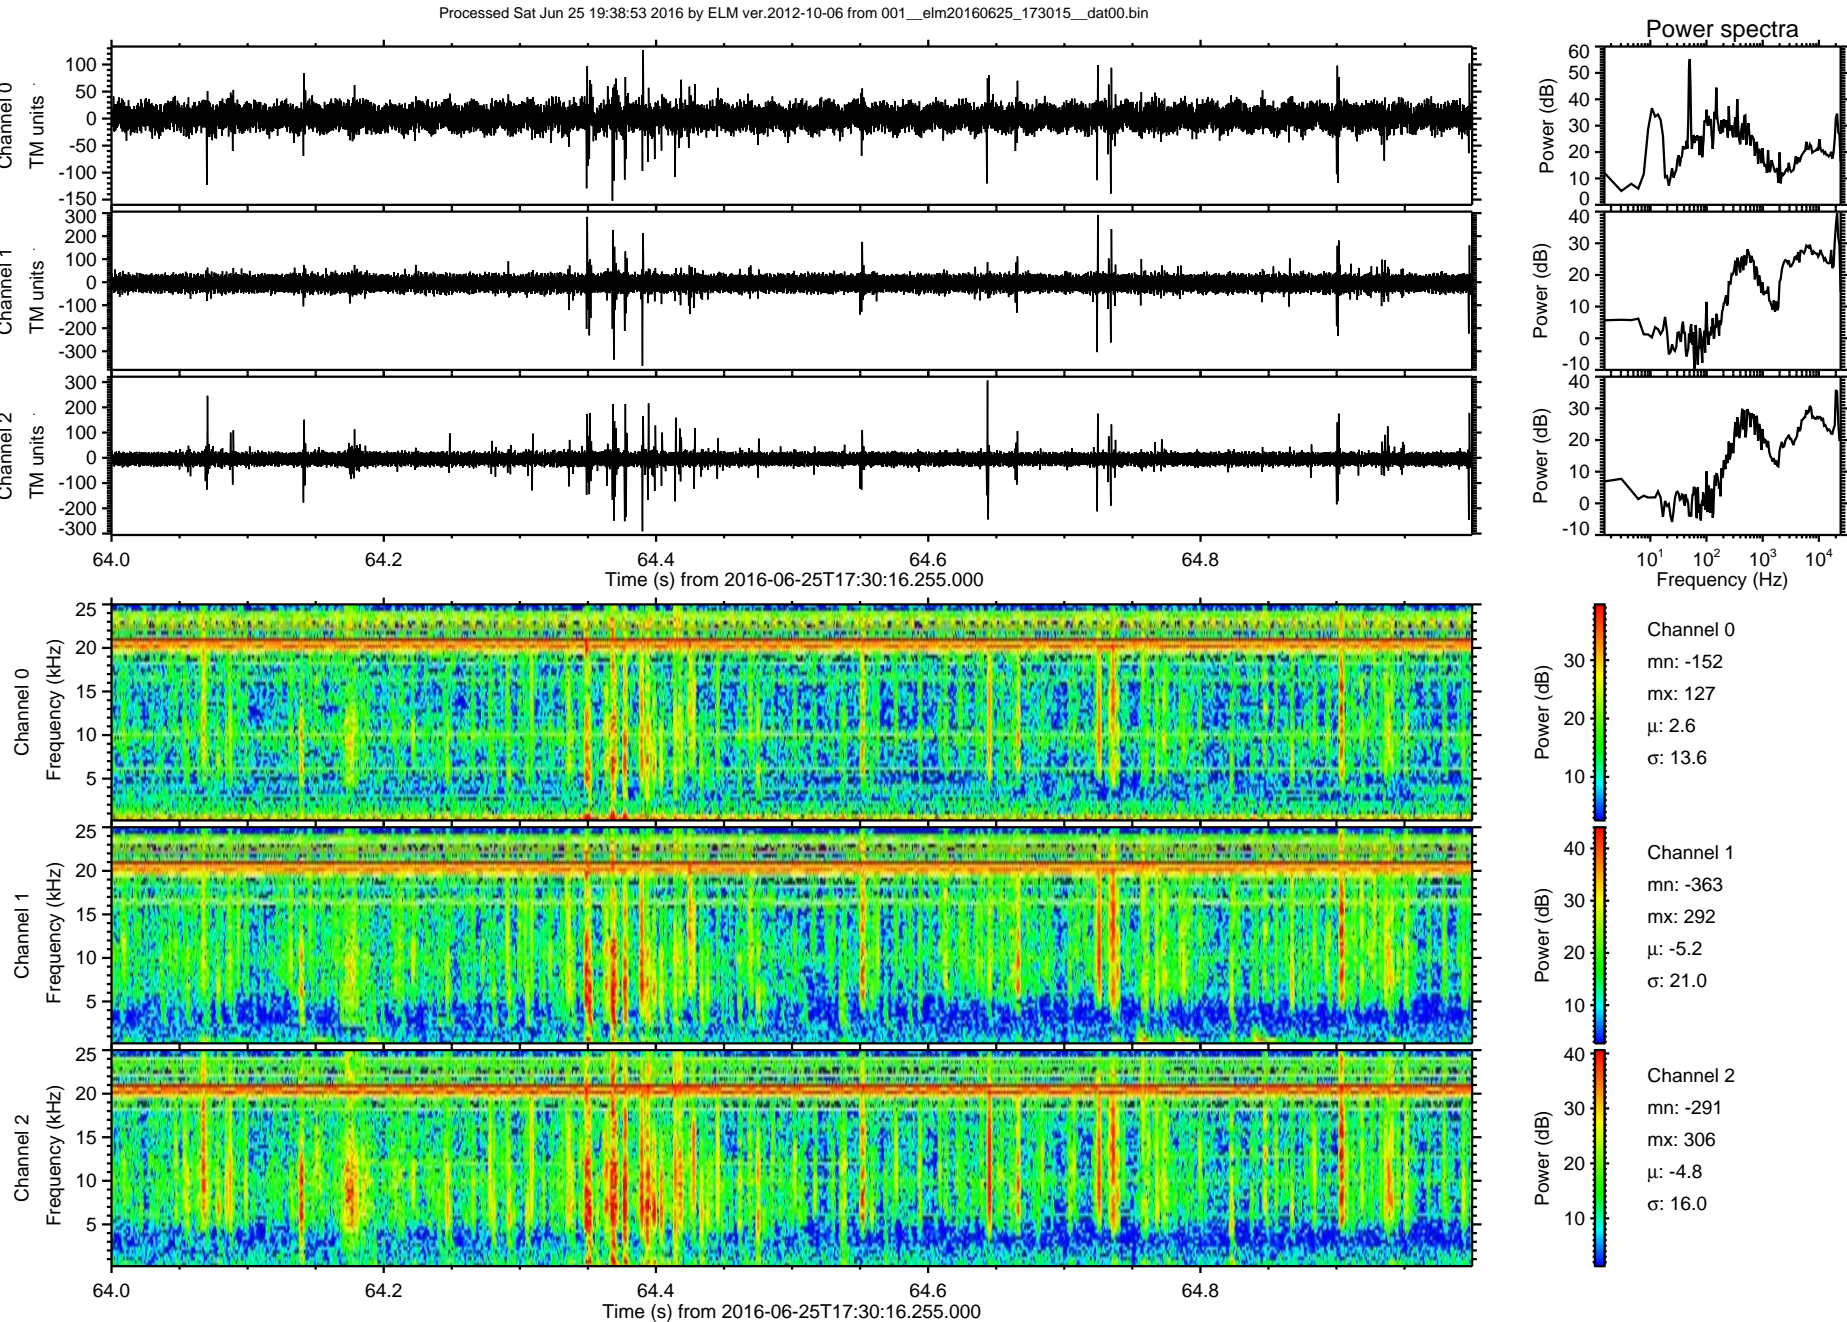 Processed Sat Jun 25 19:38:53 2016 by ELM ver.2012-10-06 from 001__elm20160625_173015__dat00.bin
Power spectra
Channel 0
TM units
100
50
0
-50
-100
-150
Power (dB)
60
50
40
30
20
10
0
Channel 1
TM units
300
200
100
0
-100
-200
-300
Power (dB)
40
30
20
10
0
-10
Channel 2
TM units
300
200
100
0
-100
-200
-300
Power (dB)
40
30
20
10
0
-10
64.0 64.2 64.4 64.6 64.8
Time (s) from 2016-06-25T17:30:16.255.000
10^1 10^2 10^3 10^4
Frequency (Hz)
Channel 0
Frequency (kHz)
25
20
15
10
5
Power (dB)
30
20
10
Channel 0
mn: -152
mx: 127
μ: 2.6
σ: 13.6
Channel 1
Frequency (kHz)
25
20
15
10
5
Power (dB)
40
30
20
10
Channel 1
mn: -363
mx: 292
μ: -5.2
σ: 21.0
Channel 2
Frequency (kHz)
25
20
15
10
5
Power (dB)
40
30
20
10
Channel 2
mn: -291
mx: 306
μ: -4.8
σ: 16.0
64.0 64.2 64.4 64.6 64.8
Time (s) from 2016-06-25T17:30:16.255.000